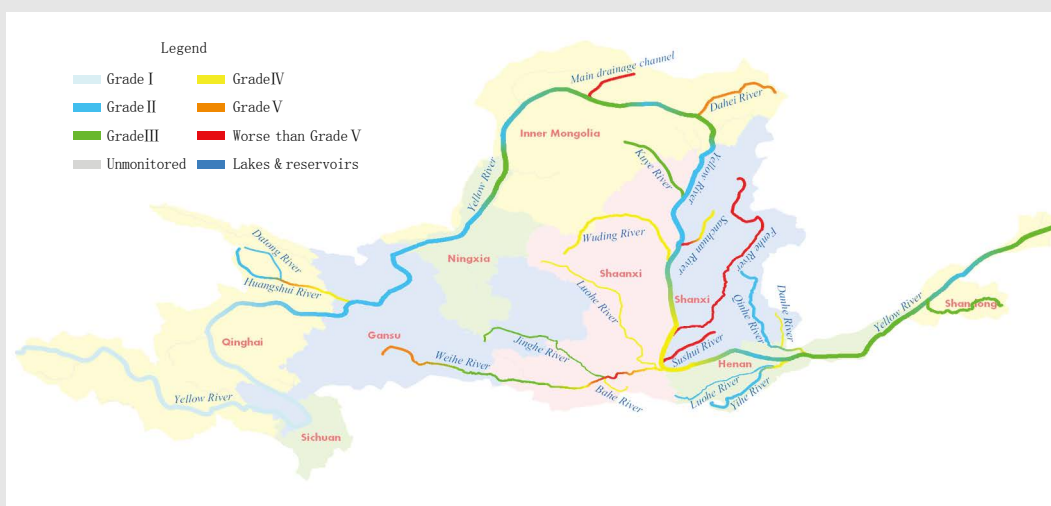 Legend
Grade Ⅰ
GradeⅣ
Grade Ⅱ
Grade Ⅴ
GradeⅢ
Worse than Grade Ⅴ
Unmonitored
Lakes & reservoirs
Main drainage channel
Dahei River
Inner Mongolia
Kuye River
Yellow River
Yellow River
Sanchuan River
Fenhe River
Wuding River
Datong River
Huangshui River
Ningxia
Shaanxi
Luohe River
Shanxi
Qinhe River
Danhe River
Yellow River
Shandong
Qinghai
Gansu
Weihe River
Jinghe River
Sushui River
Henan
Bahe River
Luohe River
Yihe River
Yellow River
Sichuan